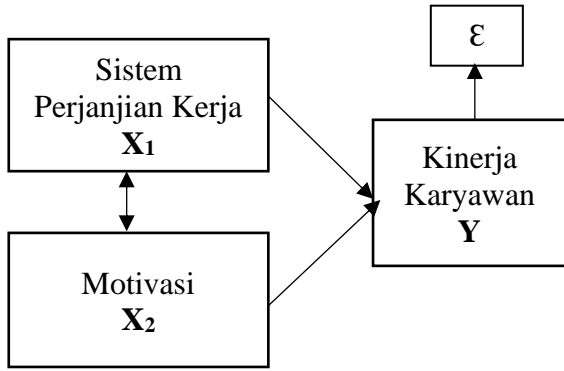 Sistem
Perjanjian Kerja
X1
Motivasi
X2
ε
Kinerja
Karyawan
Y